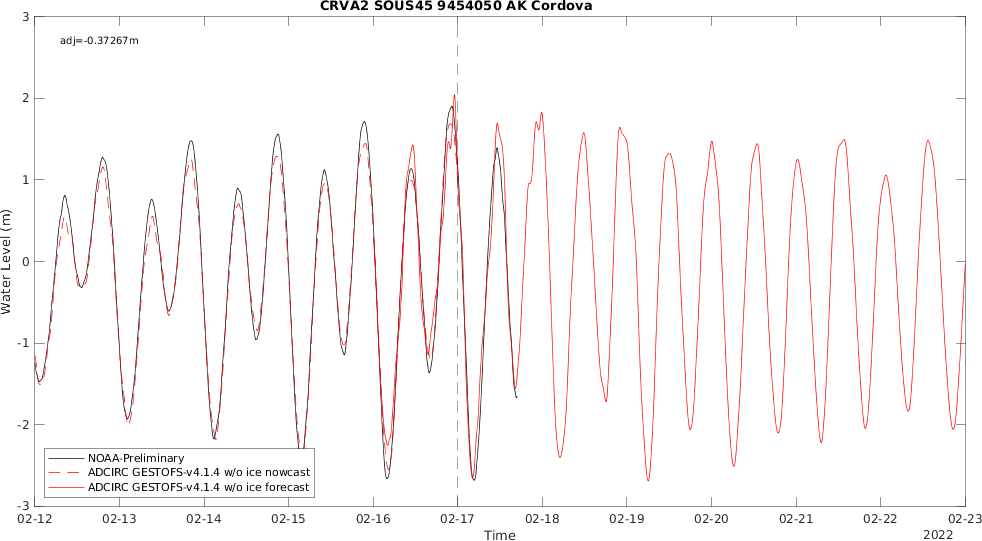 CRVA2 SOUS45 9454050 AK Cordova
adj=-0.37267m
3
2
1
0
-1
-2
-3
Water Level (m)
NOAA-Preliminary
ADCIRC GESTOFS-v4.1.4 w/o ice nowcast
ADCIRC GESTOFS-v4.1.4 w/o ice forecast
02-12 02-13 02-14 02-15 02-16 02-17 02-18 02-19 02-20 02-21 02-22 02-23
Time
2022